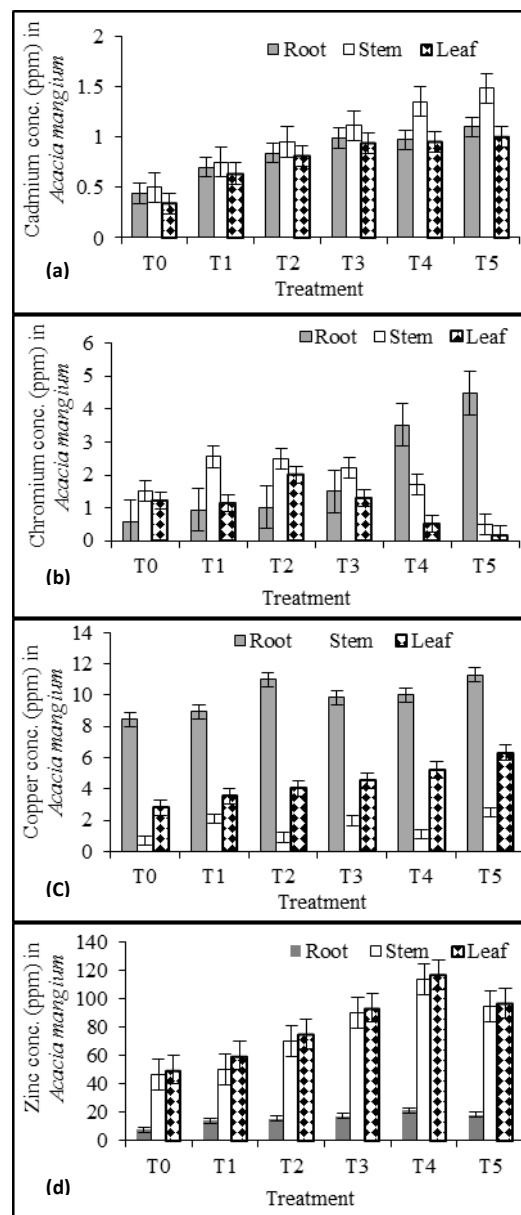 Cadmium conc. (ppm) in
Acacia mangium
2
1.5
1
0.5
0
Root Stem Leaf
T0 T1 T2 T3 T4 T5
Treatment
(a)
Chromium conc. (ppm) in
Acacia mangium
6
5
4
3
2
1
0
Root Stem Leaf
T0 T1 T2 T3 T4 T5
Treatment
(b)
Copper conc. (ppm) in
Acacia mangium
14
12
10
8
6
4
2
0
Root Stem Leaf
T0 T1 T2 T3 T4 T5
Treatment
(C)
Zinc conc. (ppm) in
Acacia mangium
140
120
100
80
60
40
20
0
Root Stem Leaf
T0 T1 T2 T3 T4 T5
Treatment
(d)